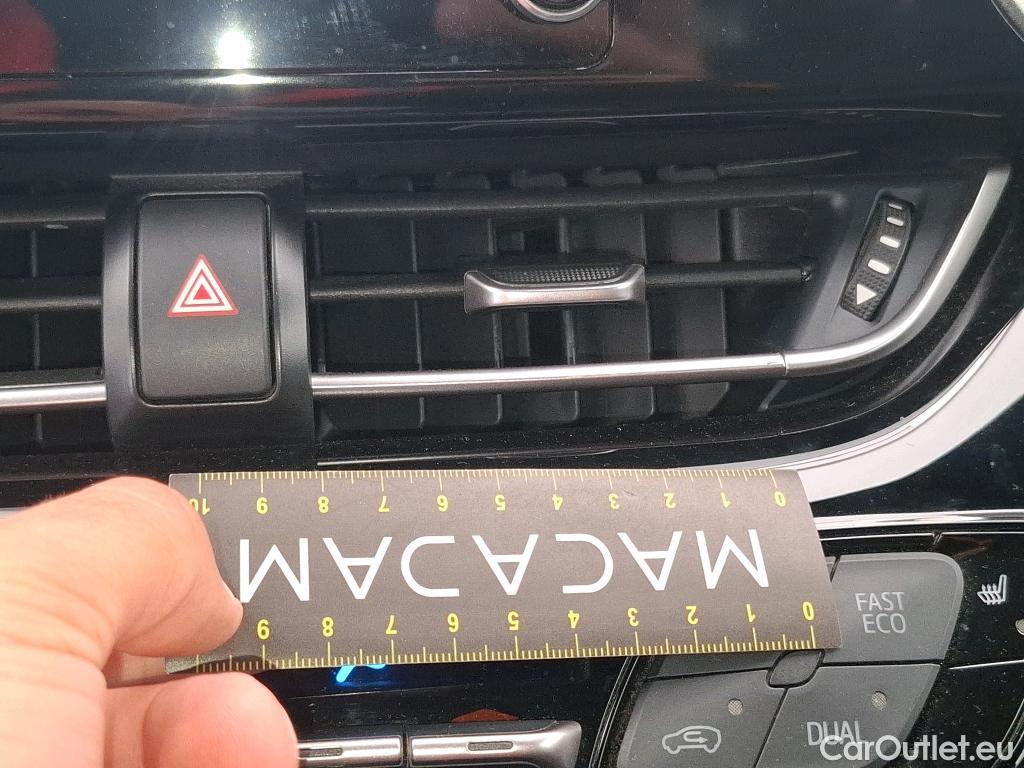 10 9 8 7 6 5 4 3 2 1 0
MACADAM
9 8 7 6 5 4 3 2 1 0
FAST
ECO
DUAL
CarOutlet.eu